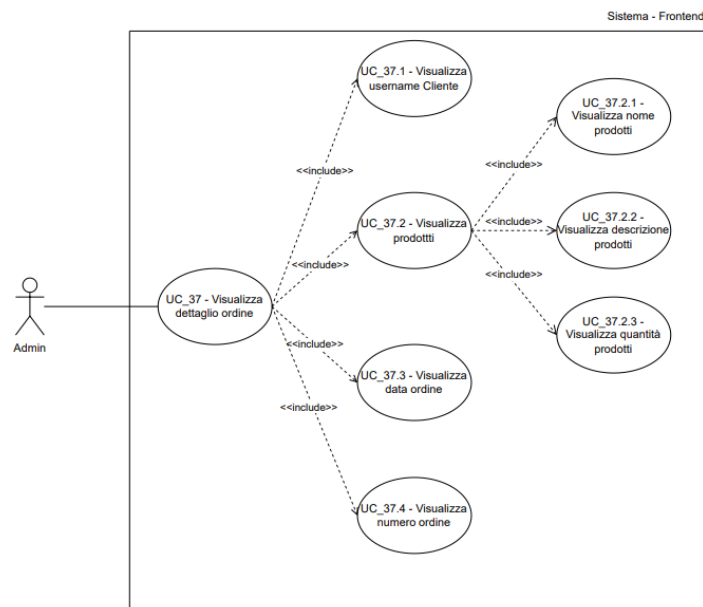 Sistema - Frontend
UC_37.1 - Visualizza
username Cliente
UC_37.2.1 -
Visualizza nome
prodotti
<<include>>
<<include>>
UC_37.2 - Visualizza
prodottti
<<include>>
UC_37.2.2 -
Visualizza descrizione
prodotti
<<include>>
<<include>>
UC_37 - Visualizza
dettaglio ordine
Admin
UC_37.2.3 -
Visualizza quantità
prodotti
<<include>>
UC_37.3 - Visualizza
data ordine
<<include>>
UC_37.4 - Visualizza
numero ordine